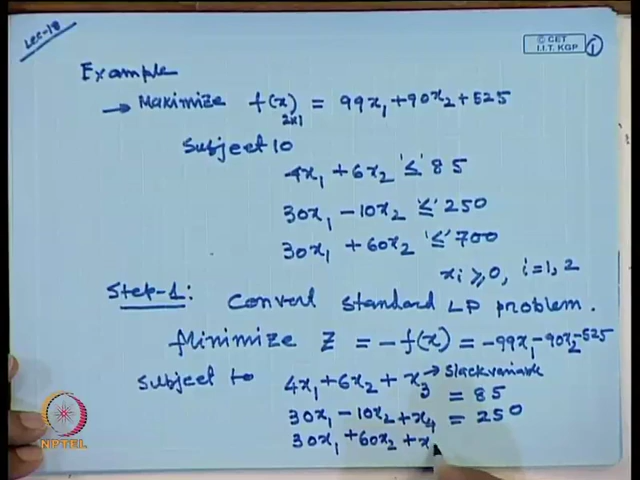 Lec-18
© CET
I.I.T. KGP
1
Example
→ Maximize f(x) = 99x₁ + 90x₂ + 525
2x1
Subject to
4x₁ + 6x₂ '≤' 85
30x₁ - 10x₂ '≤' 250
30x₁ + 60x₂ '≤' 700
xᵢ ≥ 0, i = 1, 2
Step-1: Convert standard LP problem.
Minimize Z = -f(x) = -99x₁ - 90x₂ - 525
Subject to 4x₁ + 6x₂ + x₃ → Slack variable = 85
30x₁ - 10x₂ + x₄ = 250
30x₁ + 60x₂ + x
NPTEL